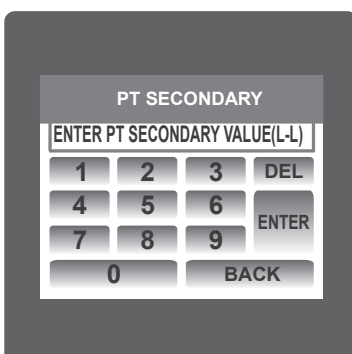 PT SECONDARY
ENTER PT SECONDARY VALUE(L-L)
1 2 3 DEL
4 5 6 ENTER
7 8 9
0 BACK